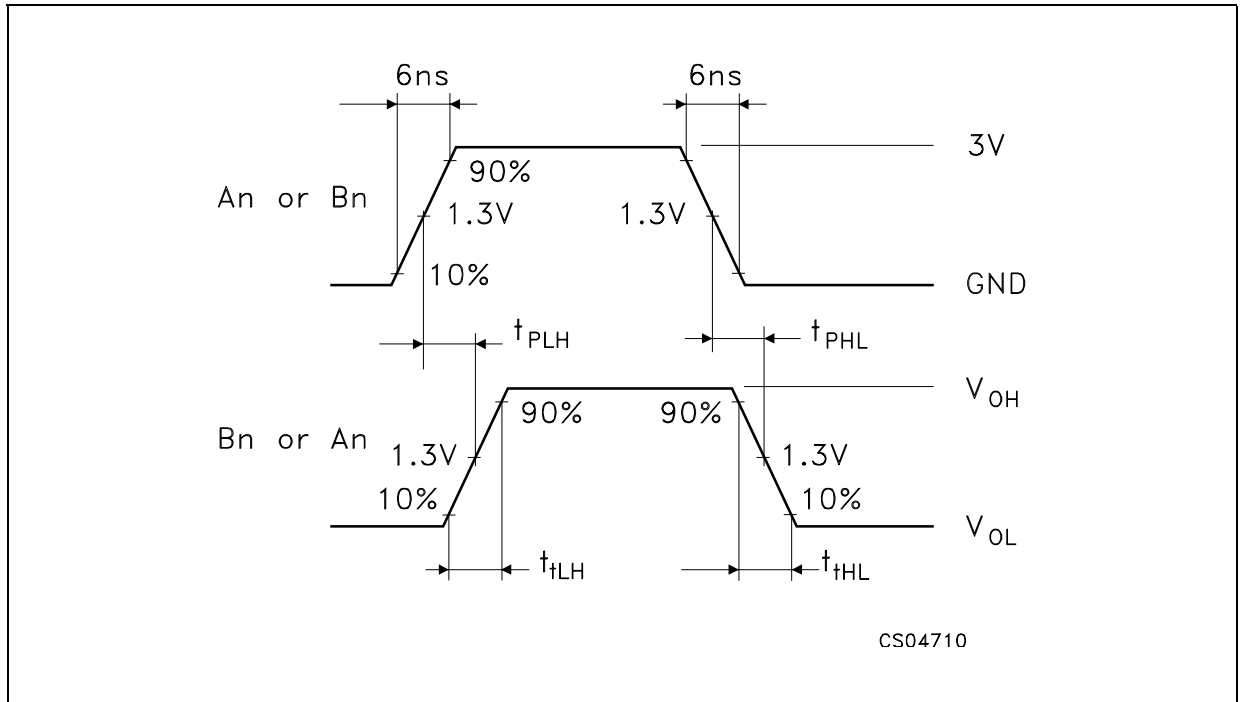 6ns 6ns
3V
90%
An or Bn 1.3V 1.3V
10%
GND
tPLH tPHL
VOH
90% 90%
Bn or An 1.3V 1.3V
10% 10%
VOL
ttLH ttHL
CS04710